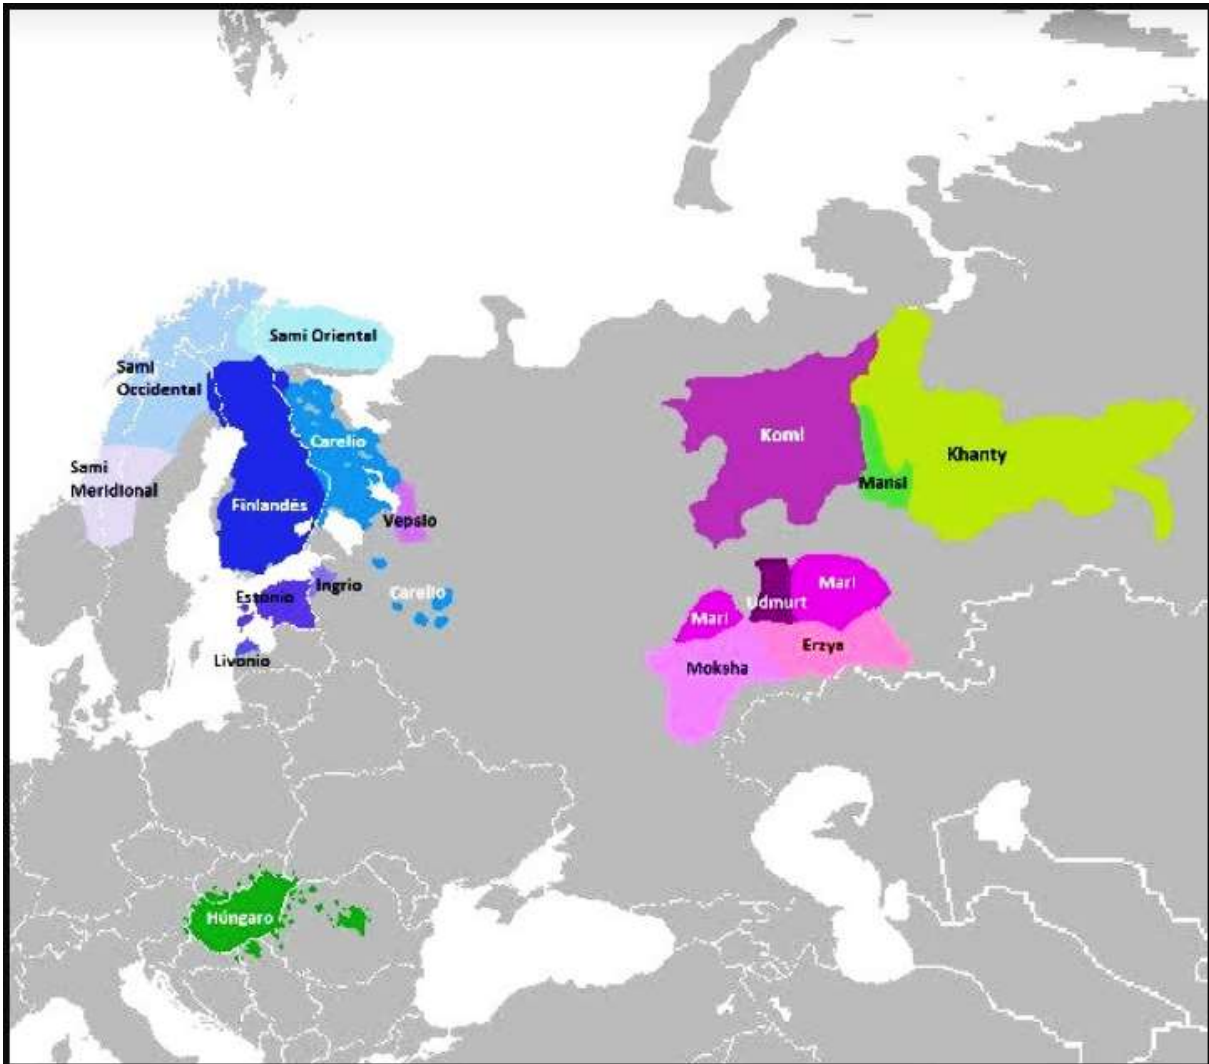 Sami Oriental
Sami
Occidental
Komi
Carelio
Khanty
Sami
Meridional
Mansi
Finlandés
Vepsio
Estonio
Ingrio
Carelio
Mari
Udmurt
Mari
Erzya
Livonio
Moksha
Húngaro